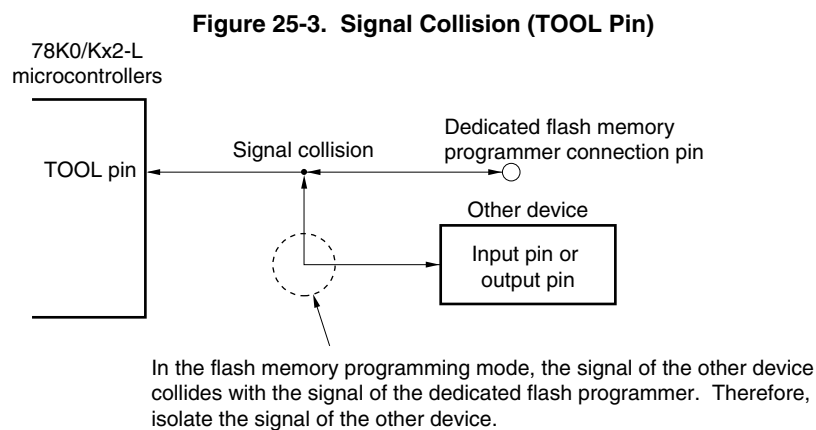 Figure 25-3. Signal Collision (TOOL Pin)
78K0/Kx2-L
microcontrollers
TOOL pin
Signal collision
Dedicated flash memory
programmer connection pin
Other device
Input pin or
output pin
In the flash memory programming mode, the signal of the other device
collides with the signal of the dedicated flash programmer. Therefore,
isolate the signal of the other device.